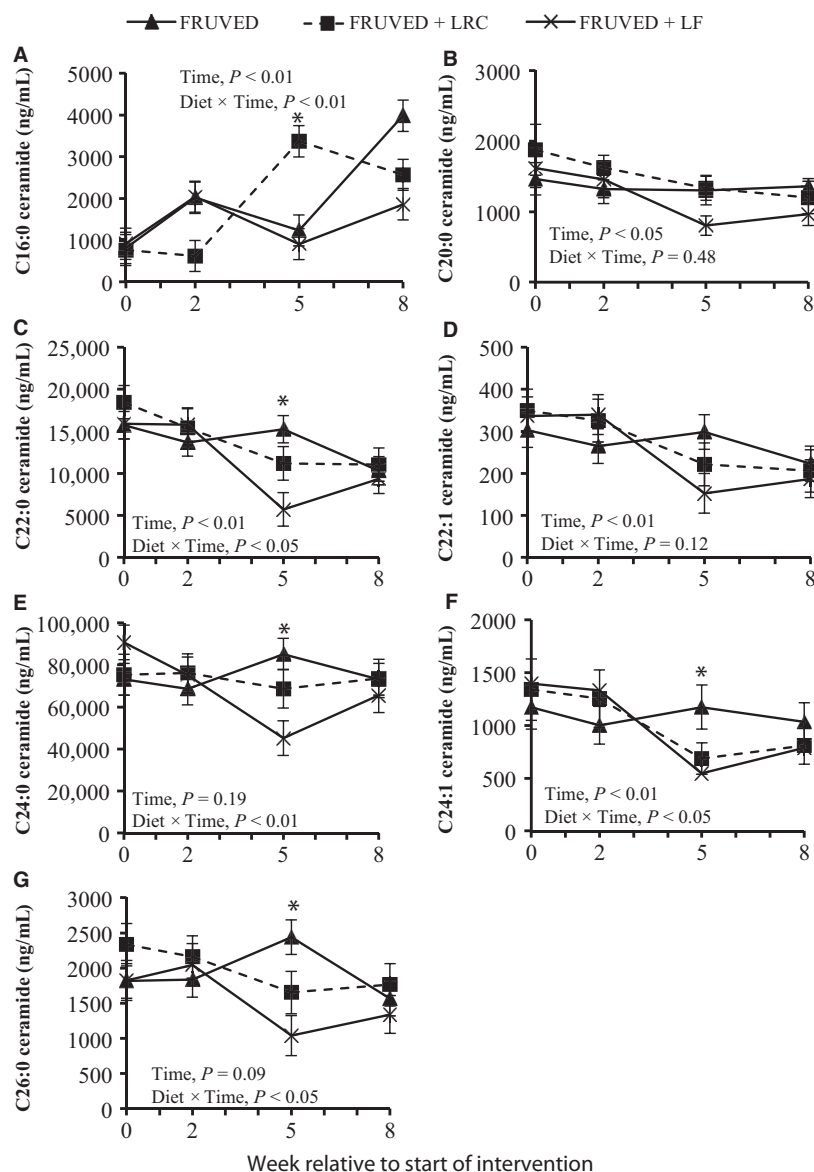 FRUVED FRUVED + LRC FRUVED + LF
A
C16:0 ceramide (ng/mL)
5000
4000
3000
2000
1000
0
Time, P < 0.01
Diet × Time, P < 0.01
*
0 2 5 8
B
C20:0 ceramide (ng/mL)
3000
2000
1000
0
Time, P < 0.05
Diet × Time, P = 0.48
0 2 5 8
C
C22:0 ceramide (ng/mL)
25,000
20,000
15,000
10,000
5000
0
*
Time, P < 0.01
Diet × Time, P < 0.05
0 2 5 8
D
C22:1 ceramide (ng/mL)
500
400
300
200
100
0
Time, P < 0.01
Diet × Time, P = 0.12
0 2 5 8
E
C24:0 ceramide (ng/mL)
100,000
80,000
60,000
40,000
20,000
0
*
Time, P = 0.19
Diet × Time, P < 0.01
0 2 5 8
F
C24:1 ceramide (ng/mL)
2000
1500
1000
500
0
*
Time, P < 0.01
Diet × Time, P < 0.05
0 2 5 8
G
C26:0 ceramide (ng/mL)
3000
2500
2000
1500
1000
500
0
*
Time, P = 0.09
Diet × Time, P < 0.05
0 2 5 8
Week relative to start of intervention